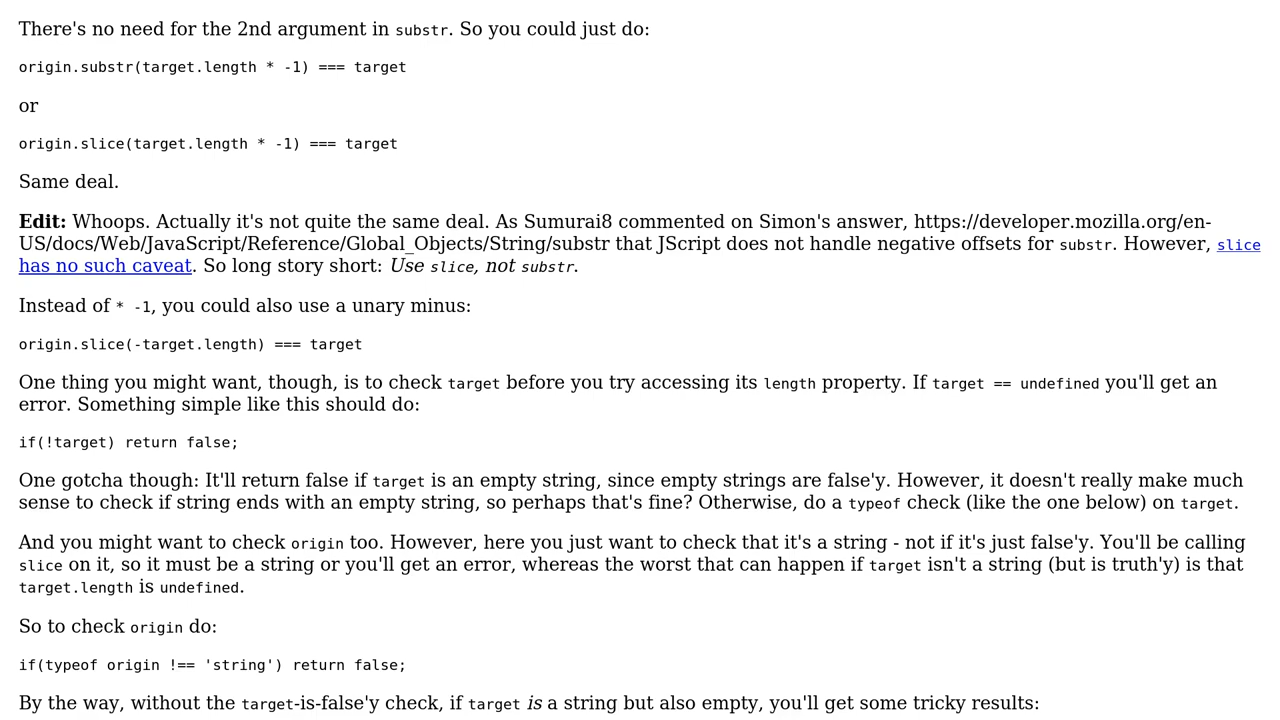 There's no need for the 2nd argument in substr. So you could just do:
origin.substr(target.length * -1) === target
or
origin.slice(target.length * -1) === target
Same deal.
Edit: Whoops. Actually it's not quite the same deal. As Sumurai8 commented on Simon's answer, https://developer.mozilla.org/en-
US/docs/Web/JavaScript/Reference/Global_Objects/String/substr that JScript does not handle negative offsets for substr. However, slice
has no such caveat. So long story short: Use slice, not substr.
Instead of * -1, you could also use a unary minus:
origin.slice(-target.length) === target
One thing you might want, though, is to check target before you try accessing its length property. If target == undefined you'll get an
error. Something simple like this should do:
if(!target) return false;
One gotcha though: It'll return false if target is an empty string, since empty strings are false'y. However, it doesn't really make much
sense to check if string ends with an empty string, so perhaps that's fine? Otherwise, do a typeof check (like the one below) on target.
And you might want to check origin too. However, here you just want to check that it's a string - not if it's just false'y. You'll be calling
slice on it, so it must be a string or you'll get an error, whereas the worst that can happen if target isn't a string (but is truth'y) is that
target.length is undefined.
So to check origin do:
if(typeof origin !== 'string') return false;
By the way, without the target-is-false'y check, if target is a string but also empty, you'll get some tricky results: